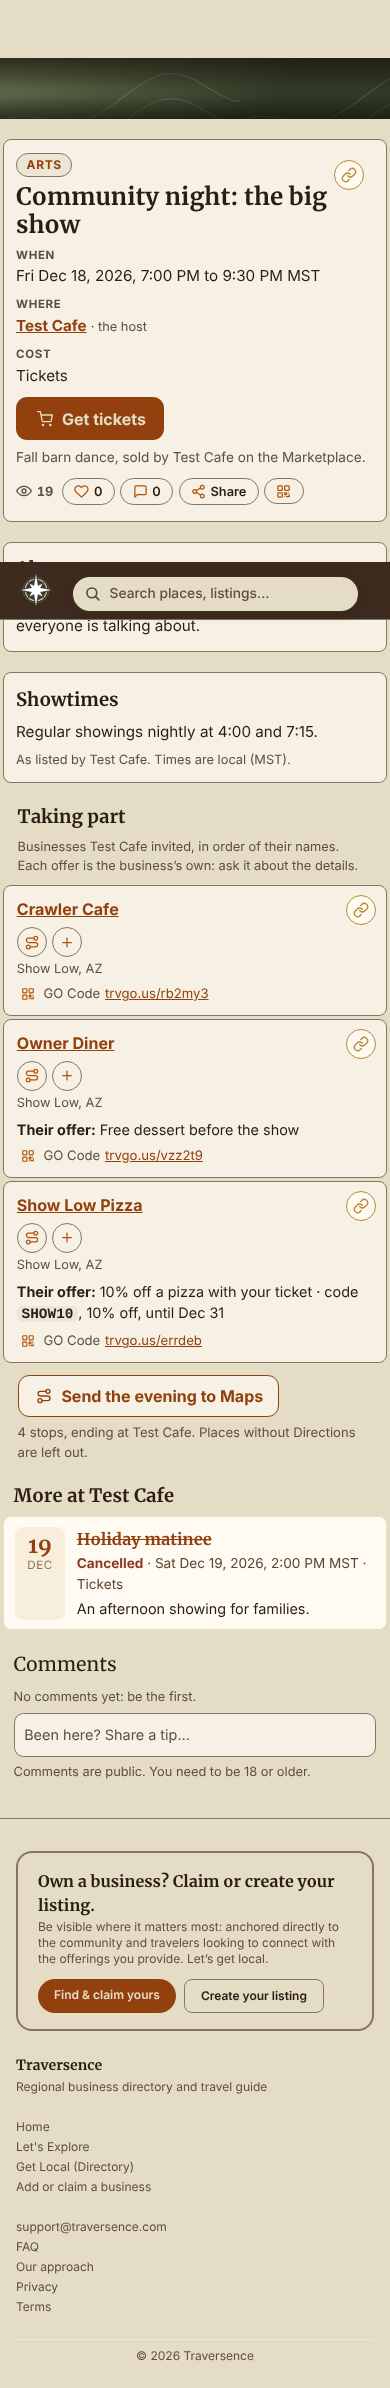 ARTS
Community night: the big
show
WHEN
Fri Dec 18, 2026, 7:00 PM to 9:30 PM MST
WHERE
Test Cafe · the host
COST
Tickets
Get tickets
Fall barn dance, sold by Test Cafe on the Marketplace.
19 0 0 Share
Search places, listings...
everyone is talking about.
Showtimes
Regular showings nightly at 4:00 and 7:15.
As listed by Test Cafe. Times are local (MST).
Taking part
Businesses Test Cafe invited, in order of their names.
Each offer is the business’s own: ask it about the details.
Crawler Cafe
Show Low, AZ
GO Code trvgo.us/rb2my3
Owner Diner
Show Low, AZ
Their offer: Free dessert before the show
GO Code trvgo.us/vzz2t9
Show Low Pizza
Show Low, AZ
Their offer: 10% off a pizza with your ticket · code
SHOW10, 10% off, until Dec 31
GO Code trvgo.us/errdeb
Send the evening to Maps
4 stops, ending at Test Cafe. Places without Directions
are left out.
More at Test Cafe
19
DEC
Holiday matinee
Cancelled · Sat Dec 19, 2026, 2:00 PM MST ·
Tickets
An afternoon showing for families.
Comments
No comments yet: be the first.
Been here? Share a tip...
Comments are public. You need to be 18 or older.
Own a business? Claim or create your
listing.
Be visible where it matters most: anchored directly to
the community and travelers looking to connect with
the offerings you provide. Let’s get local.
Find & claim yours
Create your listing
Traversence
Regional business directory and travel guide
Home
Let's Explore
Get Local (Directory)
Add or claim a business
support@traversence.com
FAQ
Our approach
Privacy
Terms
© 2026 Traversence